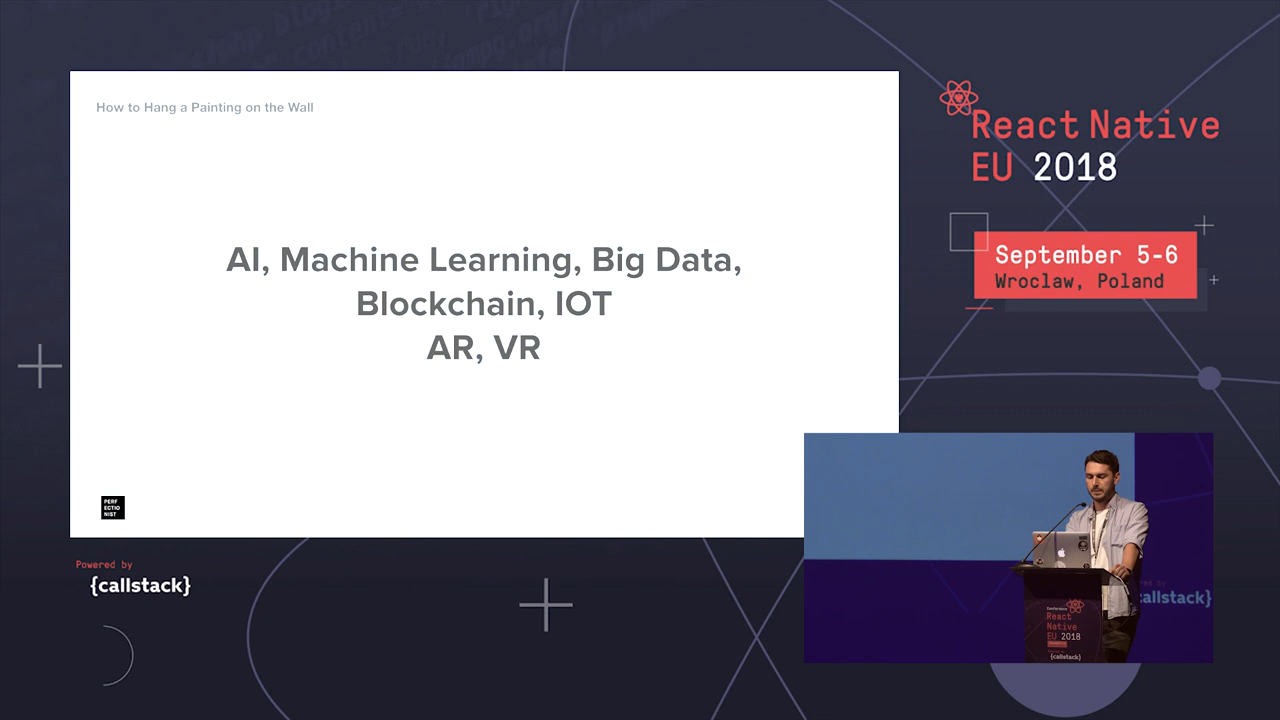 How to Hang a Painting on the Wall
AI, Machine Learning, Big Data,
Blockchain, IOT
AR, VR
PERF
ECTIO
NIST
React Native
EU 2018
September 5-6
Wroclaw, Poland
Powered by
{callstack}
callstack}
Conference
React
Native
EU 2018
{callstack}